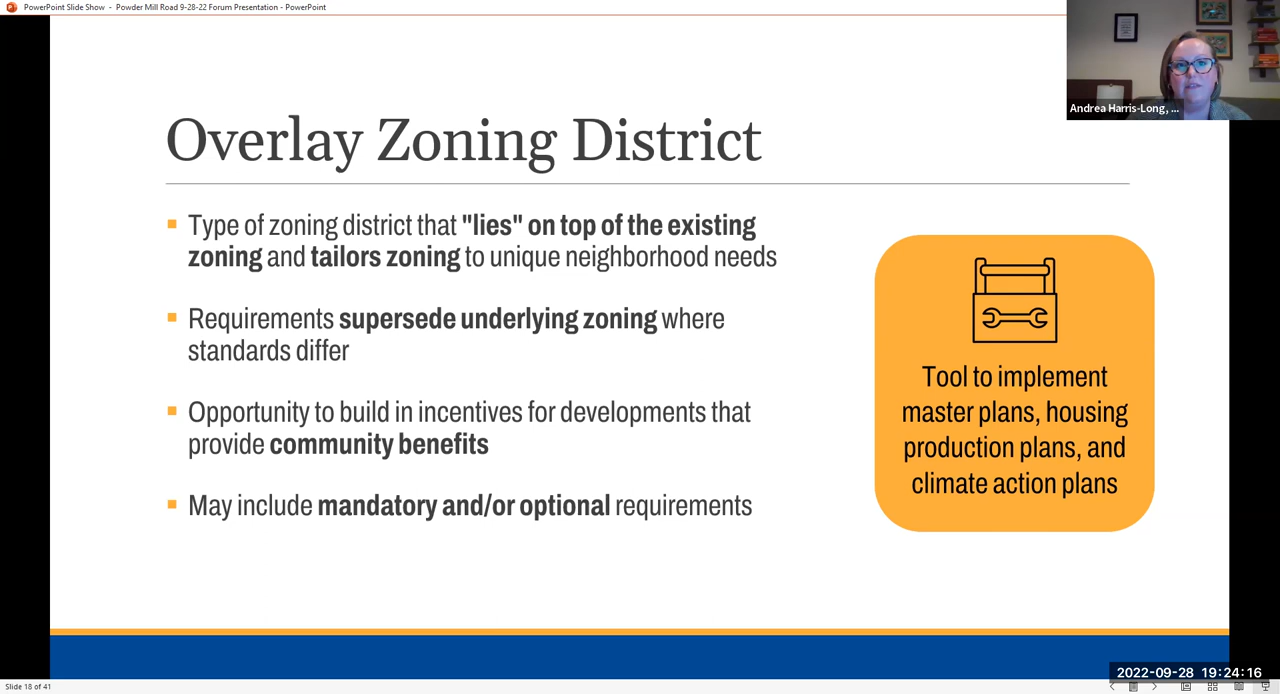 PowerPoint Slide Show - Powder Mill Road 9-28-22 Forum Presentation - PowerPoint
Andrea Harris-Long, ...
Overlay Zoning District
Type of zoning district that "lies" on top of the existing
zoning and tailors zoning to unique neighborhood needs
Requirements supersede underlying zoning where
standards differ
Opportunity to build in incentives for developments that
provide community benefits
May include mandatory and/or optional requirements
Tool to implement
master plans, housing
production plans, and
climate action plans
2022-09-28 19:24:16
Slide 18 of 41